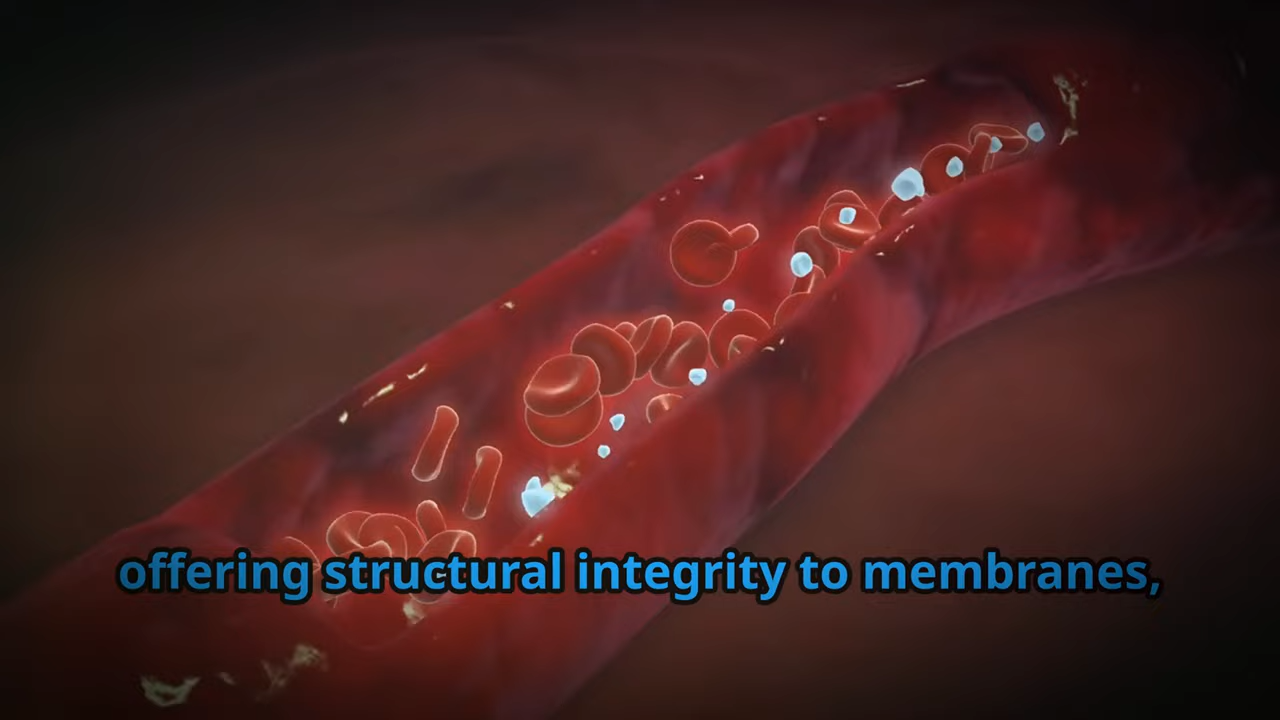 offering structural integrity to membranes,